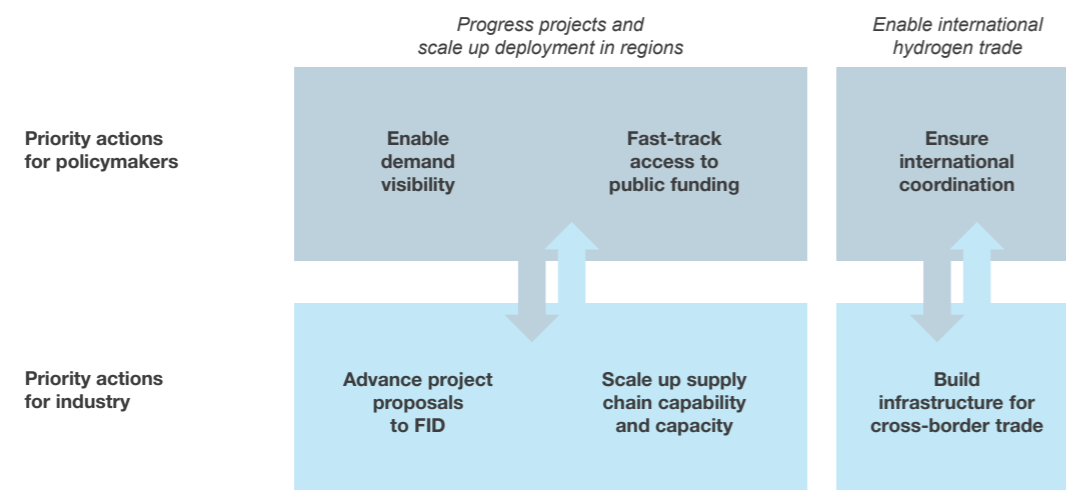 Progress projects and
scale up deployment in regions
Enable international
hydrogen trade
Priority actions
for policymakers
Enable
demand
visibility
Fast-track
access to
public funding
Ensure
international
coordination
Priority actions
for industry
Advance project
proposals
to FID
Scale up supply
chain capability
and capacity
Build
infrastructure for
cross-border trade